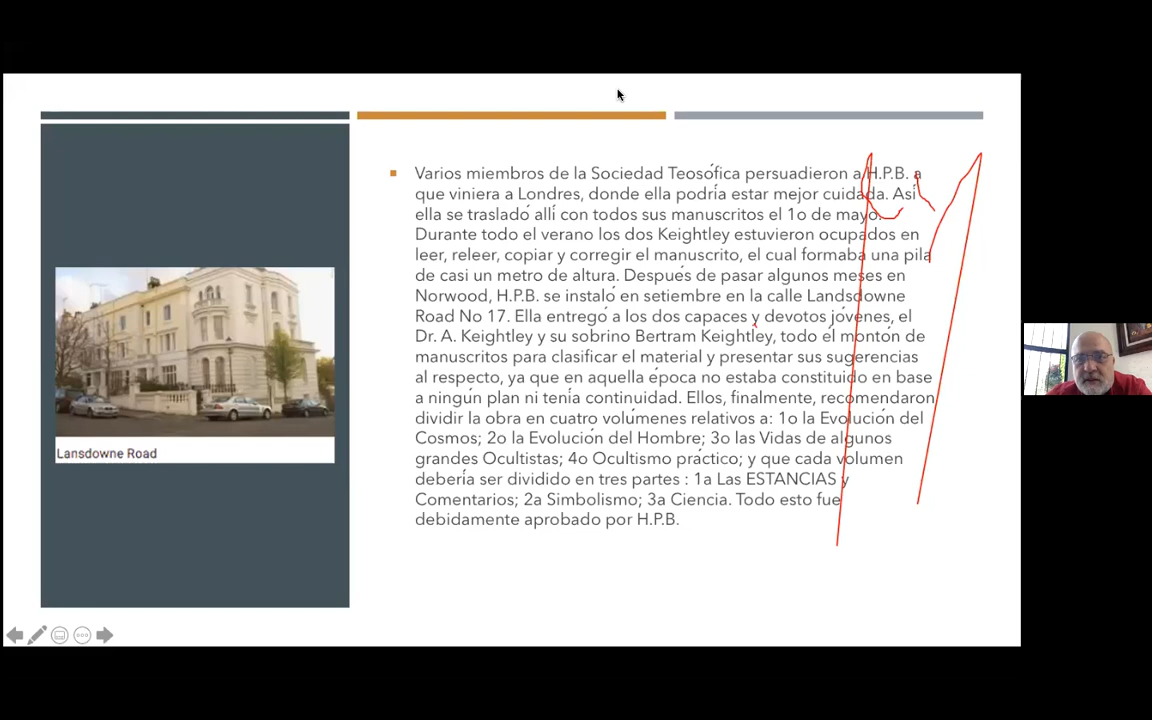 Varios miembros de la Sociedad Teosófica persuadieron a H.P.B. a
que viniera a Londres, donde ella podría estar mejor cuidada. Así
ella se trasladó allí con todos sus manuscritos el 1o de mayo.
Durante todo el verano los dos Keightley estuvieron ocupados en
leer, releer, copiar y corregir el manuscrito, el cual formaba una pila
de casi un metro de altura. Después de pasar algunos meses en
Norwood, H.P.B. se instaló en setiembre en la calle Landsdowne
Road No 17. Ella entregó a los dos capaces y devotos jóvenes, el
Dr. A. Keightley y su sobrino Bertram Keightley, todo el montón de
manuscritos para clasificar el material y presentar sus sugerencias
al respecto, ya que en aquella época no estaba constituido en base
a ningún plan ni tenía continuidad. Ellos, finalmente, recomendaron
dividir la obra en cuatro volúmenes relativos a: 1o la Evolución del
Cosmos; 2o la Evolución del Hombre; 3o las Vidas de algunos
grandes Ocultistas; 4o Ocultismo práctico; y que cada volumen
debería ser dividido en tres partes : 1a Las ESTANCIAS y
Comentarios; 2a Simbolismo; 3a Ciencia. Todo esto fue
debidamente aprobado por H.P.B.
Lansdowne Road